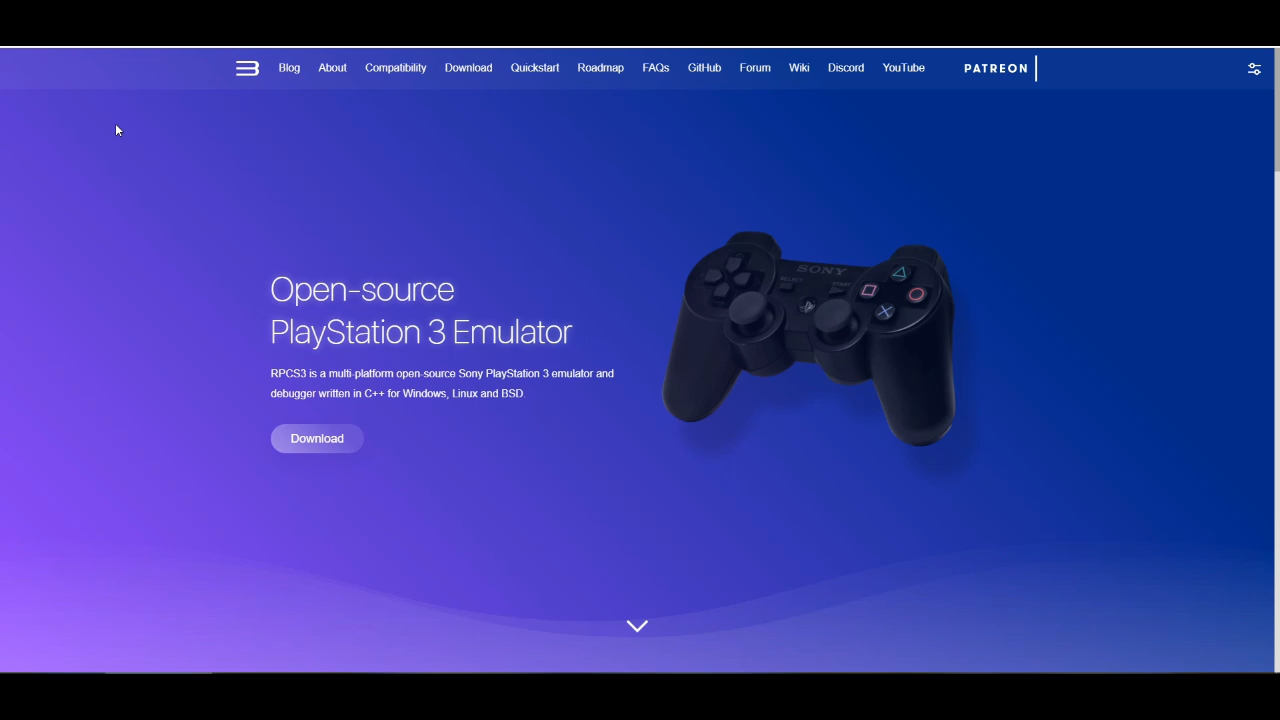 Blog About Compatibility Download Quickstart Roadmap FAQs GitHub Forum Wiki Discord YouTube PATREON
Open-source
PlayStation 3 Emulator
RPCS3 is a multi-platform open-source Sony PlayStation 3 emulator and
debugger written in C++ for Windows, Linux and BSD.
Download
SONY
SELECT
START